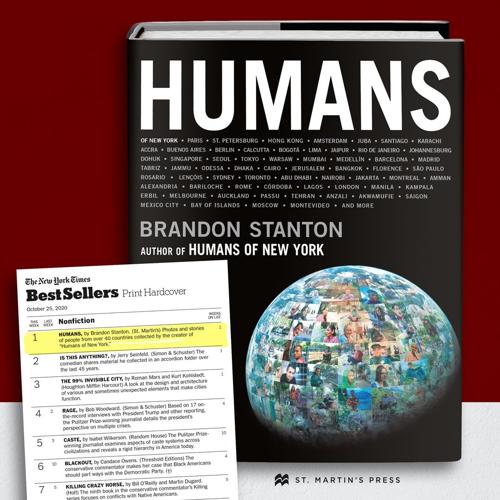 HUMANS
OF NEW YORK • PARIS • ST. PETERSBURG • HONG KONG • AMSTERDAM • JUBA • SANTIAGO • KARACHI
ACCRA • BUENOS AIRES • BERLIN • CALCUTTA • BOGOTÁ • LIMA • JAIPUR • RIO DE JANEIRO • JOHANNESBURG
DOHUK • SINGAPORE • SEOUL • TOKYO • WARSAW • MUMBAI • MEDELLÍN • BARCELONA • MADRID
TABRIZ • JAMMU • ODESSA • DHAKA • CAIRO • JERUSALEM • BANGKOK • FLORENCE • SÃO PAULO
ROSARIO • LENÇÓIS • SYDNEY • TORONTO • ABU DHABI • NAIROBI • JAKARTA • MONTREAL • AMMAN
ALEXANDRIA • BARILOCHE • ROME • CÓRDOBA • LAGOS • LONDON • MANILA • KAMPALA
ERBIL • MELBOURNE • AUCKLAND • PASSU • TEHRAN • ANZALI • AKWAMUFIE • SAIGON
MEXICO CITY • BAY OF ISLANDS • MOSCOW • MONTEVIDEO • AND MORE
BRANDON STANTON
AUTHOR OF HUMANS OF NEW YORK
The New York Times
Best Sellers Print Hardcover
October 25, 2020
THIS WEEK LAST WEEK Nonfiction WEEKS ON LIST
1 HUMANS, by Brandon Stanton. (St. Martin's) Photos and stories 1
of people from over 40 countries collected by the creator of
"Humans of New York."
2 IS THIS ANYTHING?, by Jerry Seinfeld. (Simon & Schuster) The 1
comedian shares material he collected in an accordion folder over
the last 45 years.
3 THE 99% INVISIBLE CITY, by Roman Mars and Kurt Kohlstedt. 1
(Houghton Mifflin Harcourt) A look at the design and architecture
of various and sometimes unexpected elements that make cities
function.
4 RAGE, by Bob Woodward. (Simon & Schuster) Based on 17 on-
the-record interviews with President Trump and other reporting,
the Pulitzer Prize-winning journalist details the president's
perspective on multiple crises.
5 CASTE, by Isabel Wilkerson. (Random House) The Pulitzer Prize-
winning journalist examines aspects of caste systems across
civilizations and reveals a rigid hierarchy in America today.
6 BLACKOUT, by Candace Owens. (Threshold Editions) The
conservative commentator makes her case that Black Americans
should part ways with the Democratic Party. (†)
7 KILLING CRAZY HORSE, by Bill O'Reilly and Martin Dugard.
(Holt) The ninth book in the conservative commentator's Killing
series focuses on conflicts with Native Americans.
ST. MARTIN'S PRESS